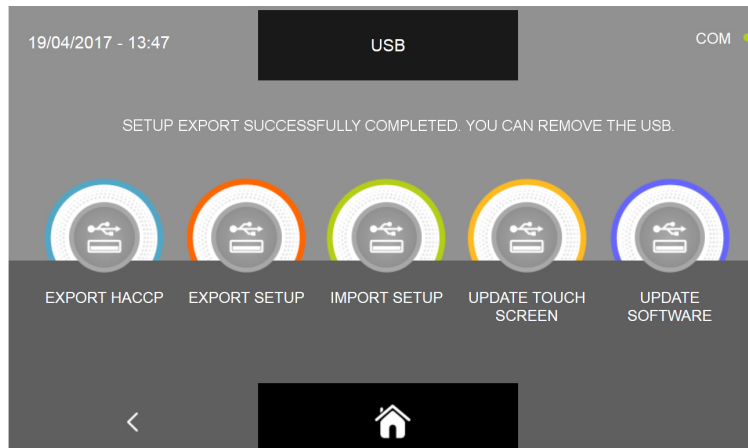 19/04/2017 - 13:47
USB
COM
SETUP EXPORT SUCCESSFULLY COMPLETED. YOU CAN REMOVE THE USB.
EXPORT HACCP
EXPORT SETUP
IMPORT SETUP
UPDATE TOUCH
SCREEN
UPDATE
SOFTWARE